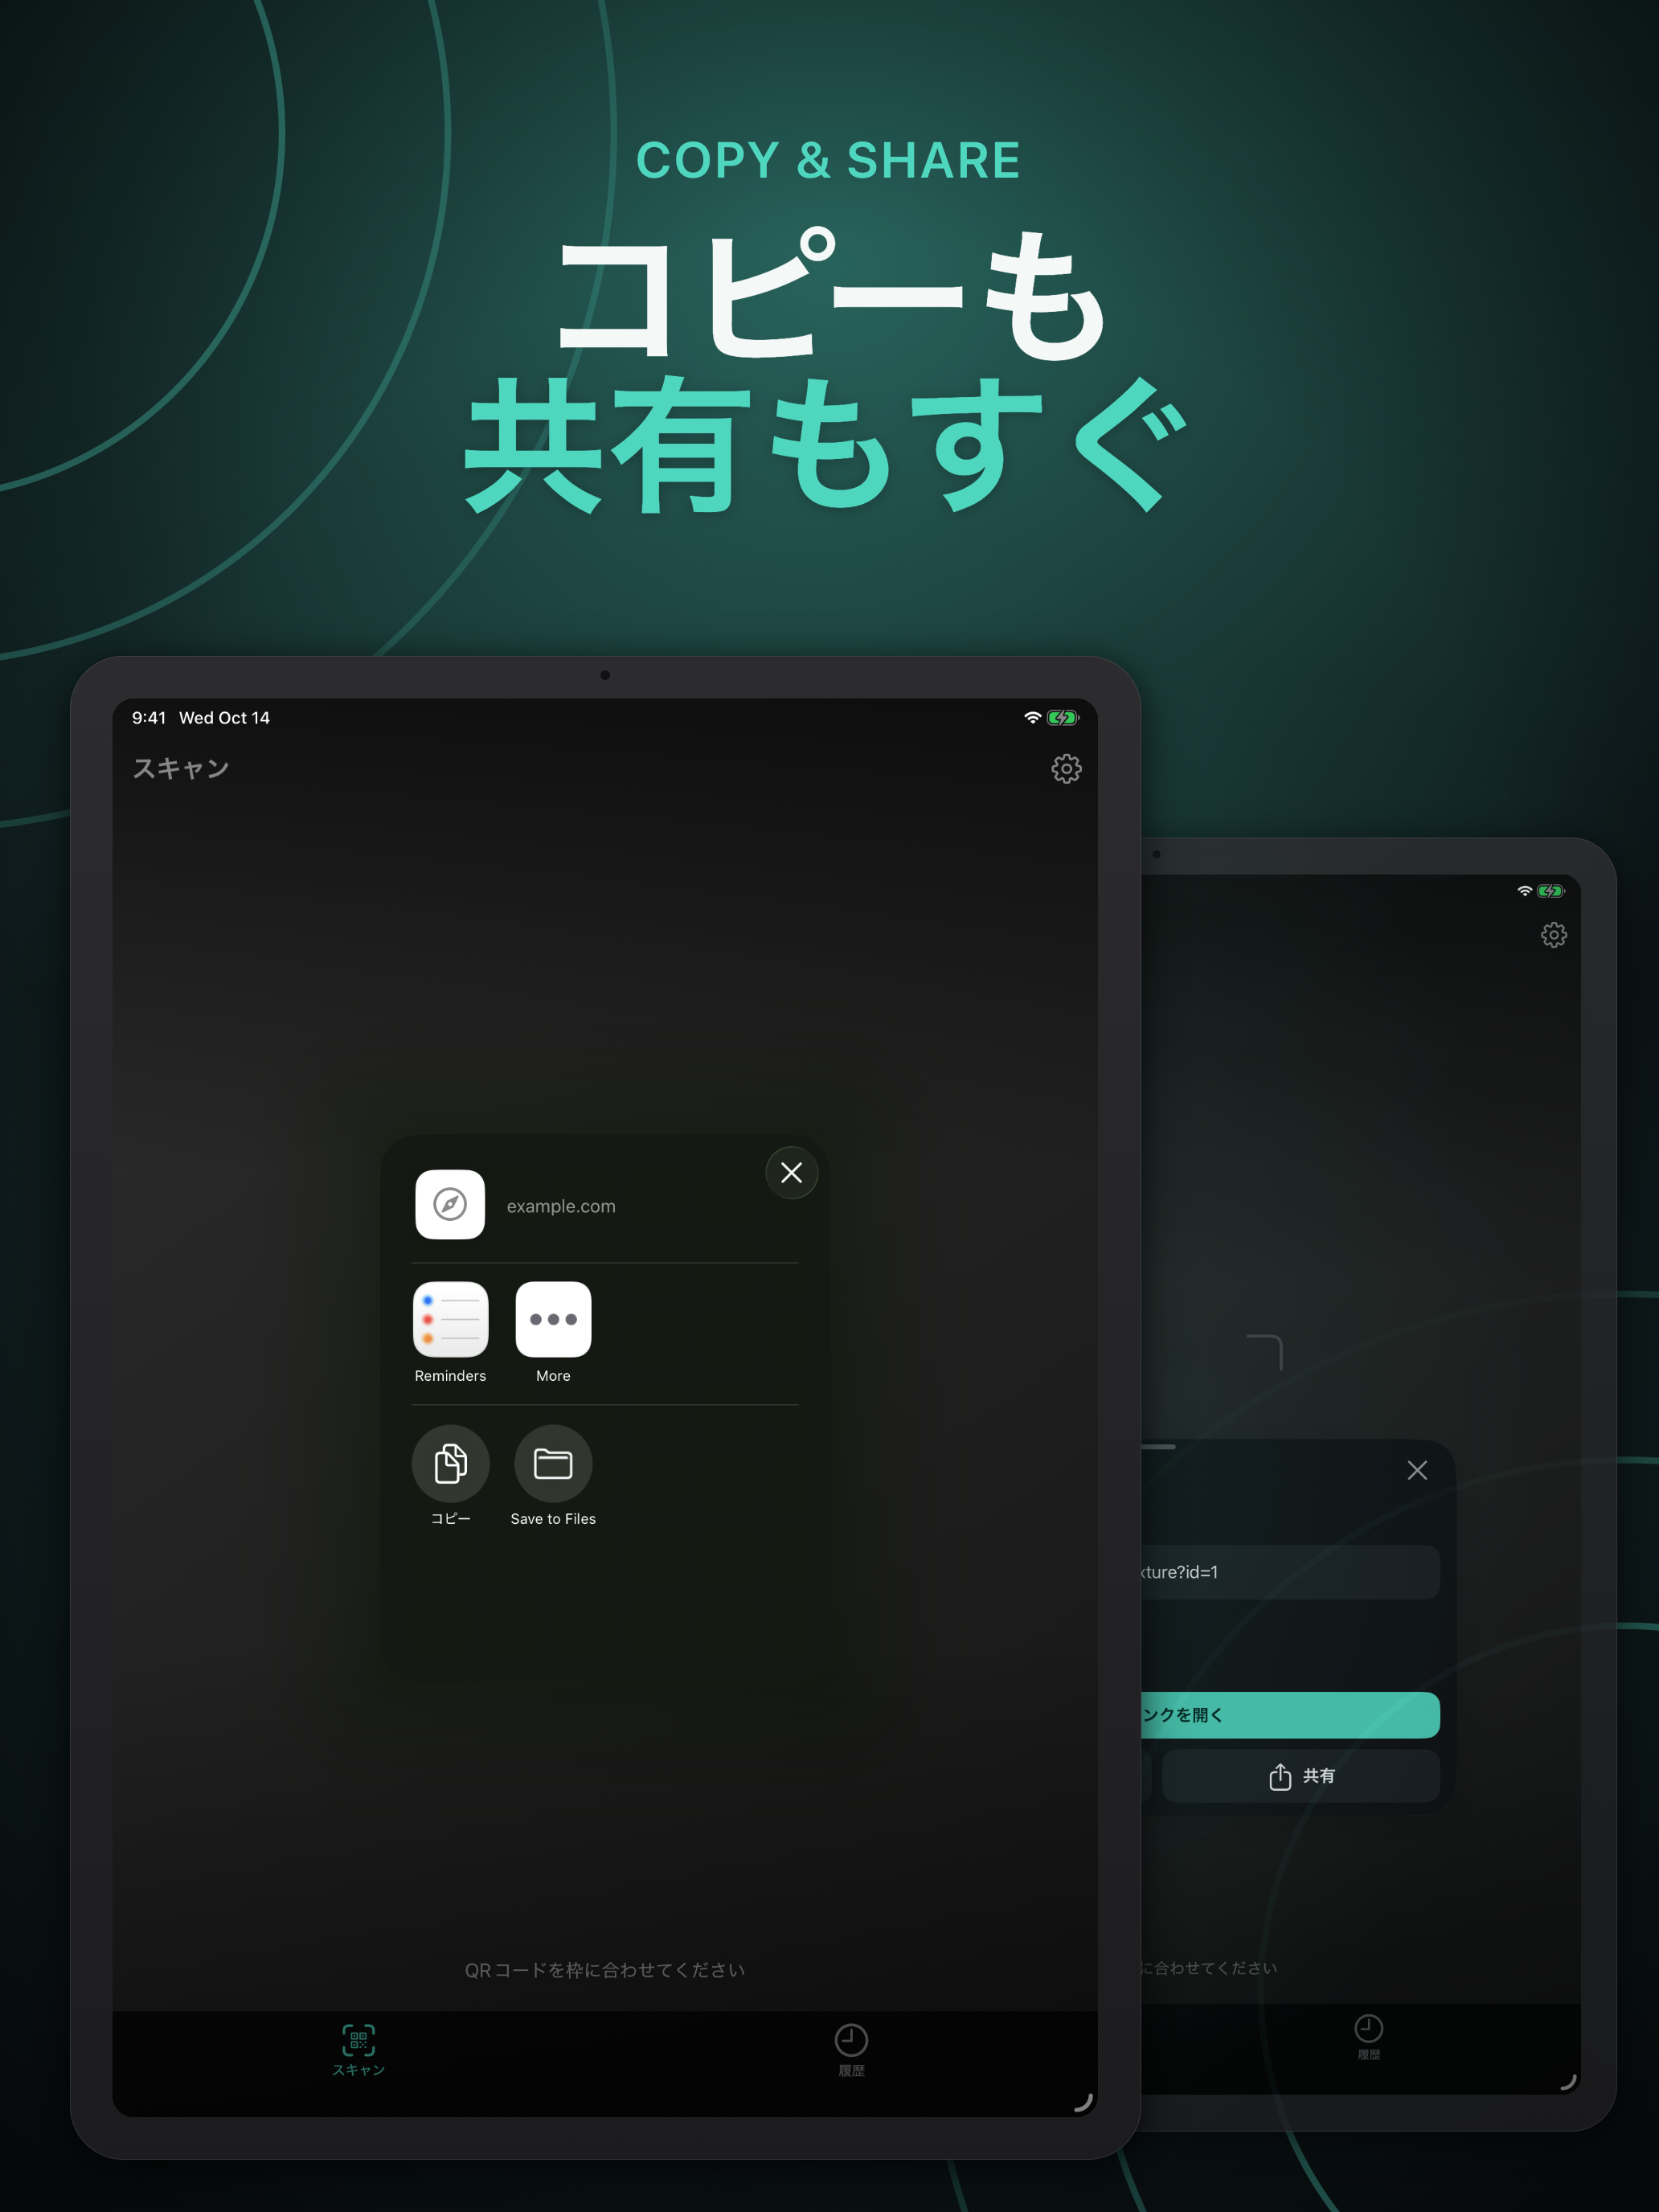 COPY & SHARE
コピーも
共有もすぐ
9:41 Wed Oct 14
スキャン
example.com
Reminders More
コピー Save to Files
QRコードを枠に合わせてください
スキャン 履歴
xture?id=1
ンクを開く
共有
に合わせてください
履歴